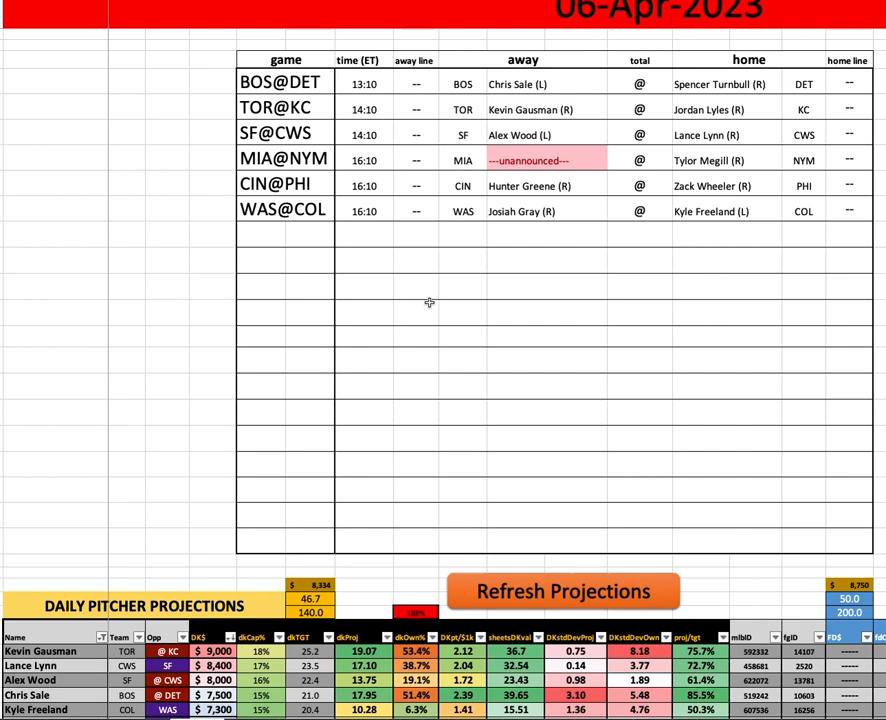 06-Apr-2023
game time (ET) away line away total home home line
BOS@DET 13:10 -- BOS Chris Sale (L) @ Spencer Turnbull (R) DET --
TOR@KC 14:10 -- TOR Kevin Gausman (R) @ Jordan Lyles (R) KC --
SF@CWS 14:10 -- SF Alex Wood (L) @ Lance Lynn (R) CWS --
MIA@NYM 16:10 -- MIA ---unannounced--- @ Tylor Megill (R) NYM --
CIN@PHI 16:10 -- CIN Hunter Greene (R) @ Zack Wheeler (R) PHI --
WAS@COL 16:10 -- WAS Josiah Gray (R) @ Kyle Freeland (L) COL --
$ 8,334 $ 8,750
DAILY PITCHER PROJECTIONS 46.7 Refresh Projections 50.0
140.0 188% 200.0
Name Team Opp DK$ dkCap% dkTGT dkProj dkOwn% DKpt/$1k sheetsDKval DKstdDevProj DKstdDevOwn proj/tgt mlbID fgID FD$
Kevin Gausman TOR @ KC $ 9,000 18% 25.2 19.07 53.4% 2.12 36.7 0.75 8.18 75.7% 592332 14107 -----
Lance Lynn CWS SF $ 8,400 17% 23.5 17.10 38.7% 2.04 32.54 0.14 3.77 72.7% 458681 2520 -----
Alex Wood SF @ CWS $ 8,000 16% 22.4 13.75 19.1% 1.72 23.43 0.98 1.89 61.4% 622072 13781 -----
Chris Sale BOS @ DET $ 7,500 15% 21.0 17.95 51.4% 2.39 39.65 3.10 5.48 85.5% 519242 10603 -----
Kyle Freeland COL WAS $ 7,300 15% 20.4 10.28 6.3% 1.41 15.51 1.36 4.76 50.3% 607536 16256 -----